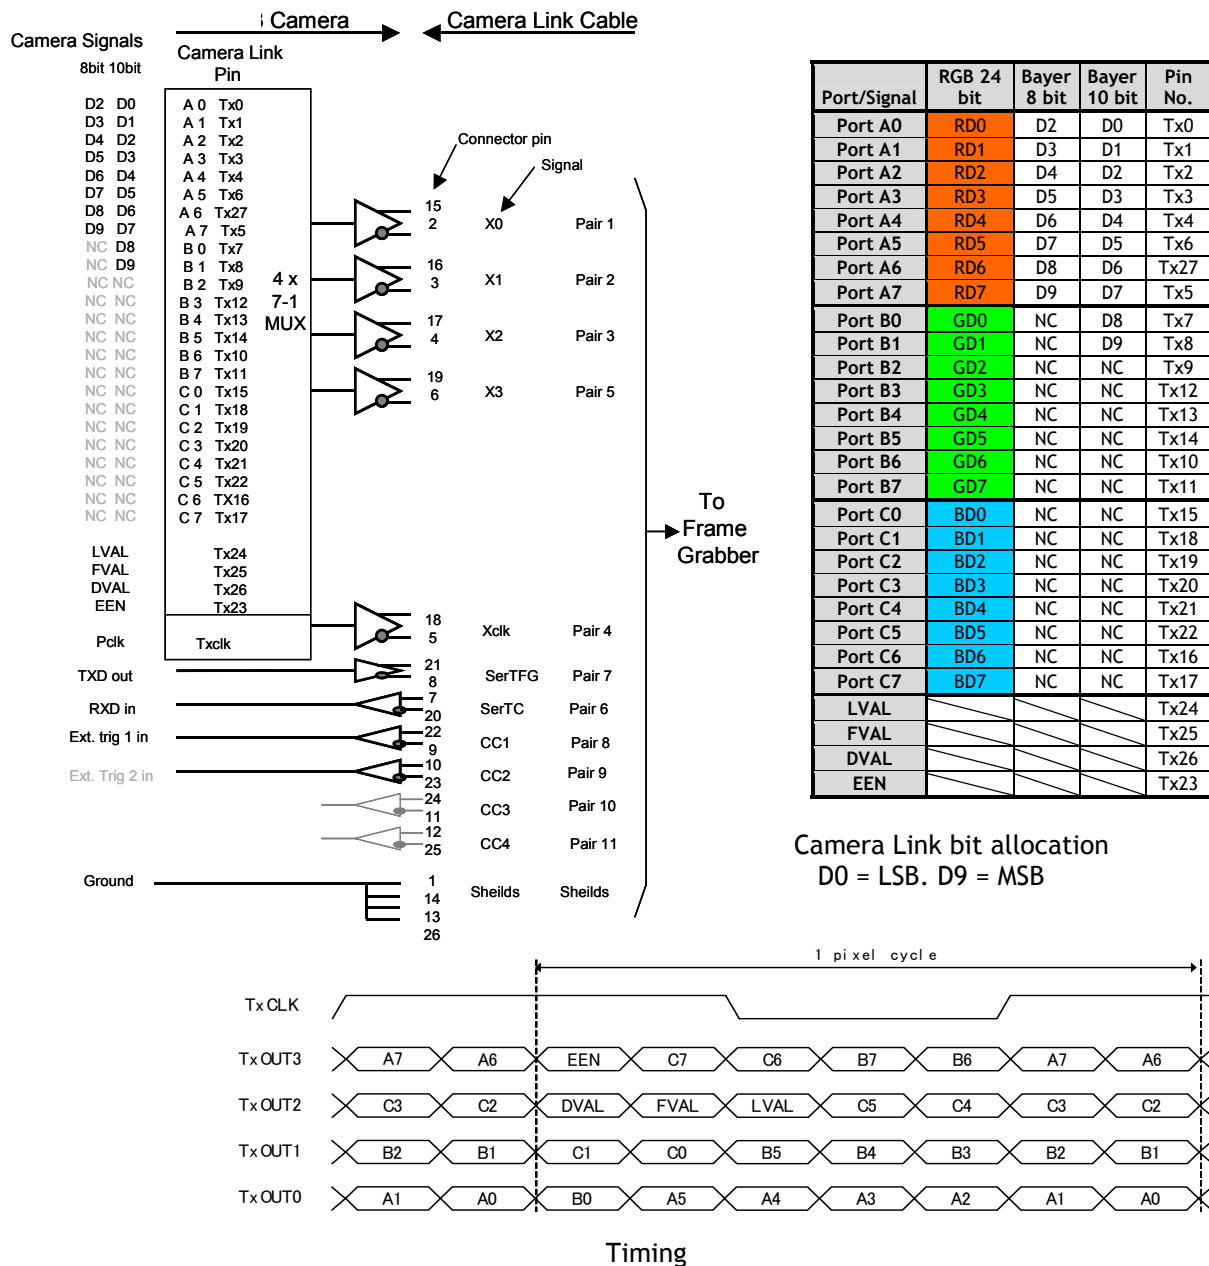 Camera
Camera Link Cable
Camera Signals
8bit 10bit
Camera Link
Pin
D2 D0 A 0 Tx0
D3 D1 A 1 Tx1
D4 D2 A 2 Tx2
D5 D3 A 3 Tx3
D6 D4 A 4 Tx4
D7 D5 A 5 Tx6
D8 D6 A 6 Tx27
D9 D7 A 7 Tx5
NC D8 B 0 Tx7
NC D9 B 1 Tx8
NC NC B 2 Tx9
NC NC B 3 Tx12
NC NC B 4 Tx13
NC NC B 5 Tx14
NC NC B 6 Tx10
NC NC B 7 Tx11
NC NC C 0 Tx15
NC NC C 1 Tx18
NC NC C 2 Tx19
NC NC C 3 Tx20
NC NC C 4 Tx21
NC NC C 5 Tx22
NC NC C 6 TX16
NC NC C 7 Tx17
LVAL Tx24
FVAL Tx25
DVAL Tx26
EEN Tx23
Pclk Txclk
4 x
7-1
MUX
Connector pin
Signal
15
2 X0 Pair 1
16
3 X1 Pair 2
17
4 X2 Pair 3
19
6 X3 Pair 5
18
5 Xclk Pair 4
TXD out
21
8 SerTFG Pair 7
RXD in
7
20 SerTC Pair 6
Ext. trig 1 in
22
9 CC1 Pair 8
Ext. Trig 2 in
10
23 CC2 Pair 9
24
11 CC3 Pair 10
12
25 CC4 Pair 11
Ground
1
14 Sheilds Sheilds
13
26
To
Frame
Grabber
Port/Signal RGB 24 bit Bayer 8 bit Bayer 10 bit Pin No.
Port A0 RD0 D2 D0 Tx0
Port A1 RD1 D3 D1 Tx1
Port A2 RD2 D4 D2 Tx2
Port A3 RD3 D5 D3 Tx3
Port A4 RD4 D6 D4 Tx4
Port A5 RD5 D7 D5 Tx6
Port A6 RD6 D8 D6 Tx27
Port A7 RD7 D9 D7 Tx5
Port B0 GD0 NC D8 Tx7
Port B1 GD1 NC D9 Tx8
Port B2 GD2 NC NC Tx9
Port B3 GD3 NC NC Tx12
Port B4 GD4 NC NC Tx13
Port B5 GD5 NC NC Tx14
Port B6 GD6 NC NC Tx10
Port B7 GD7 NC NC Tx11
Port C0 BD0 NC NC Tx15
Port C1 BD1 NC NC Tx18
Port C2 BD2 NC NC Tx19
Port C3 BD3 NC NC Tx20
Port C4 BD4 NC NC Tx21
Port C5 BD5 NC NC Tx22
Port C6 BD6 NC NC Tx16
Port C7 BD7 NC NC Tx17
LVAL Tx24
FVAL Tx25
DVAL Tx26
EEN Tx23
Camera Link bit allocation
D0 = LSB. D9 = MSB
1 pixel cycle
Tx CLK
Tx OUT3 A7 A6 EEN C7 C6 B7 B6 A7 A6
Tx OUT2 C3 C2 DVAL FVAL LVAL C5 C4 C3 C2
Tx OUT1 B2 B1 C1 C0 B5 B4 B3 B2 B1
Tx OUT0 A1 A0 B0 A5 A4 A3 A2 A1 A0
Timing